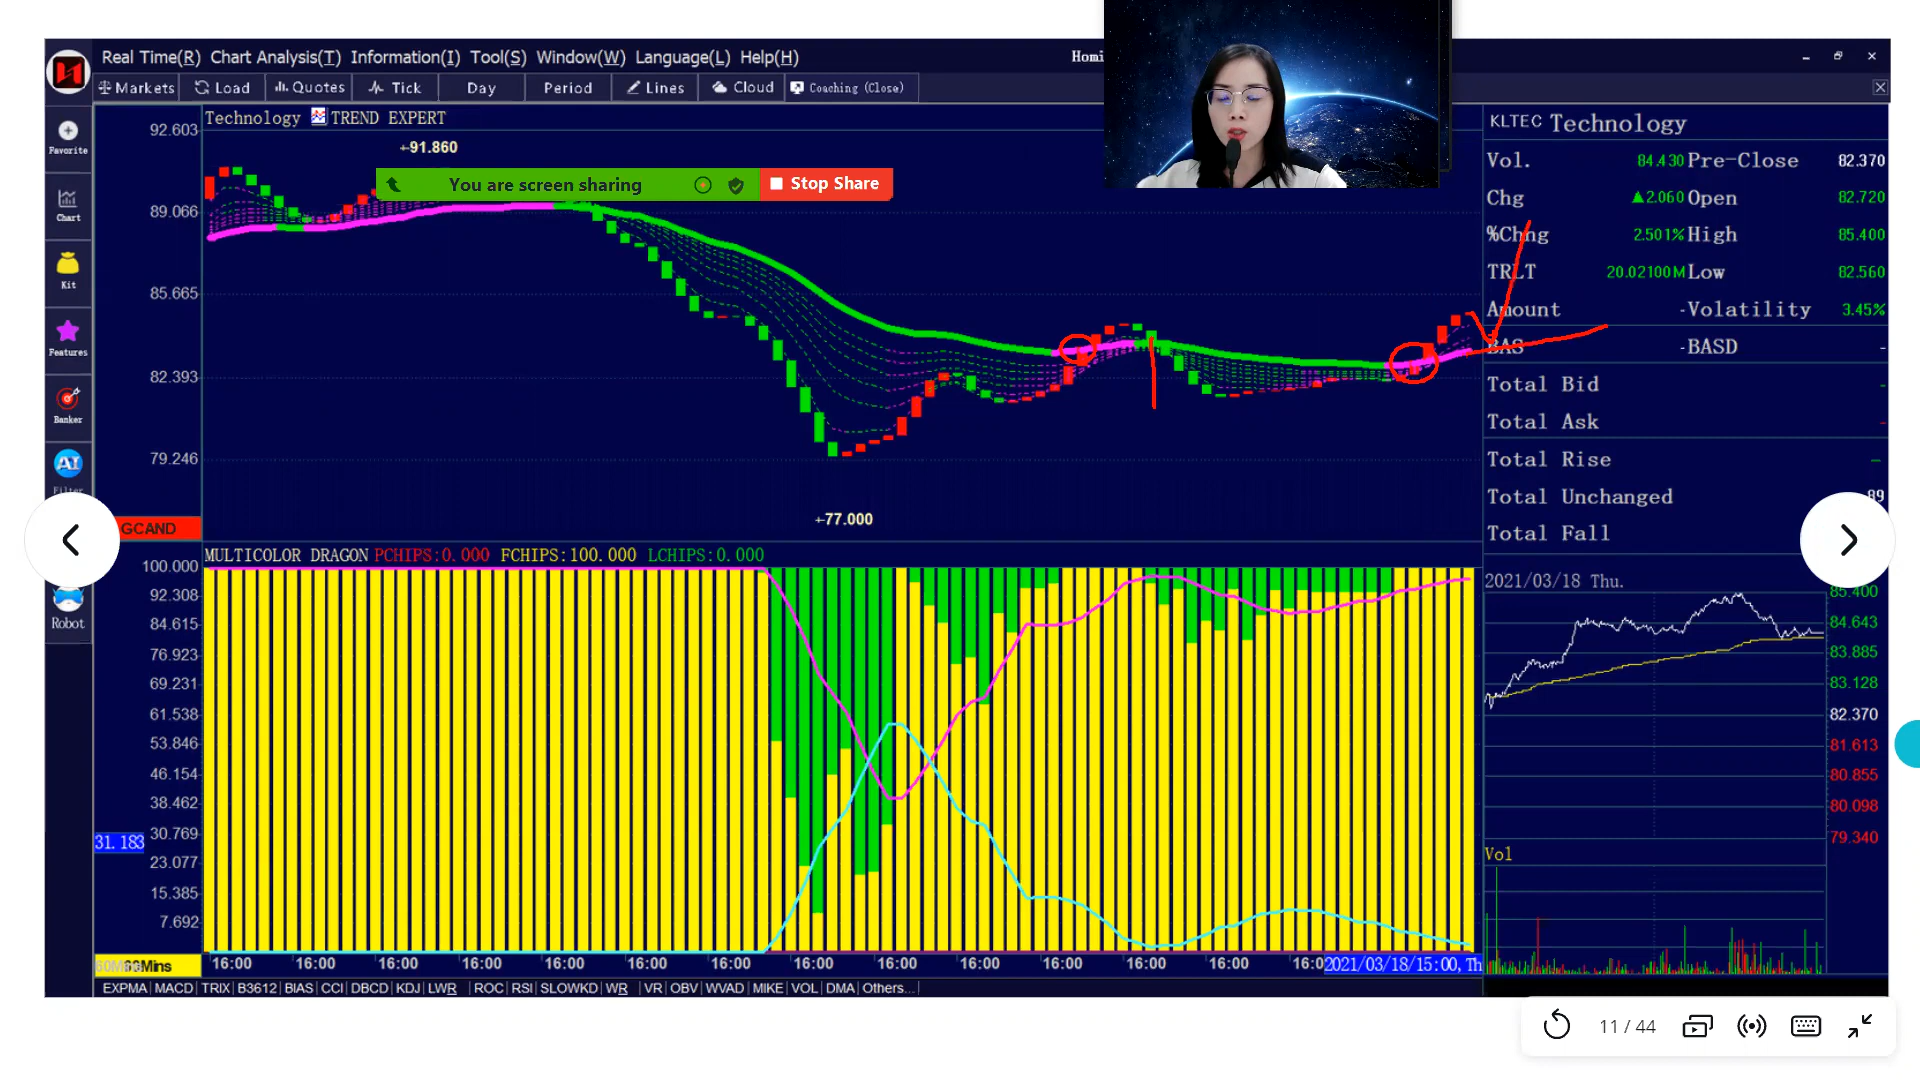 Real Time(R) Chart Analysis(T) Information(I) Tool(S) Window(W) Language(L) Help(H)
Homi
Markets Load Quotes Tick Day Period Lines Cloud Coaching (Close)
Technology TREND EXPERT
KLTEC Technology
92.603
←91.860
You are screen sharing
Stop Share
89.066
85.665
82.393
79.246
←77.000
Favorite
Chart
Kit
Features
Banker
AI
Filter
Robot
GCAND
Vol. 84.430 Pre-Close 82.370
Chg ▲2.060 Open 82.720
%Chng 2.501% High 85.400
TRLT 20.02100M Low 82.560
Amount - Volatility 3.45%
BAS - BASD -
Total Bid -
Total Ask -
Total Rise -
Total Unchanged 89
Total Fall
MULTICOLOR DRAGON PCHIPS:0.000 FCHIPS:100.000 LCHIPS:0.000
100.000
92.308
84.615
76.923
69.231
61.538
53.846
46.154
38.462
30.769
31.183
23.077
15.385
7.692
2021/03/18 Thu.
85.400
84.643
83.885
83.128
82.370
81.613
80.855
80.098
79.340
Vol
16:00 16:00 16:00 16:00 16:00 16:00 16:00 16:00 16:00 16:00 16:00 16:00 16:00 16:0 2021/03/18/15:00,Th
EXPMA MACD TRIX B3612 BIAS CCI DBCD KDJ LWR ROC RSI SLOWKD WR VR OBV WVAD MIKE VOL DMA Others...
11 / 44